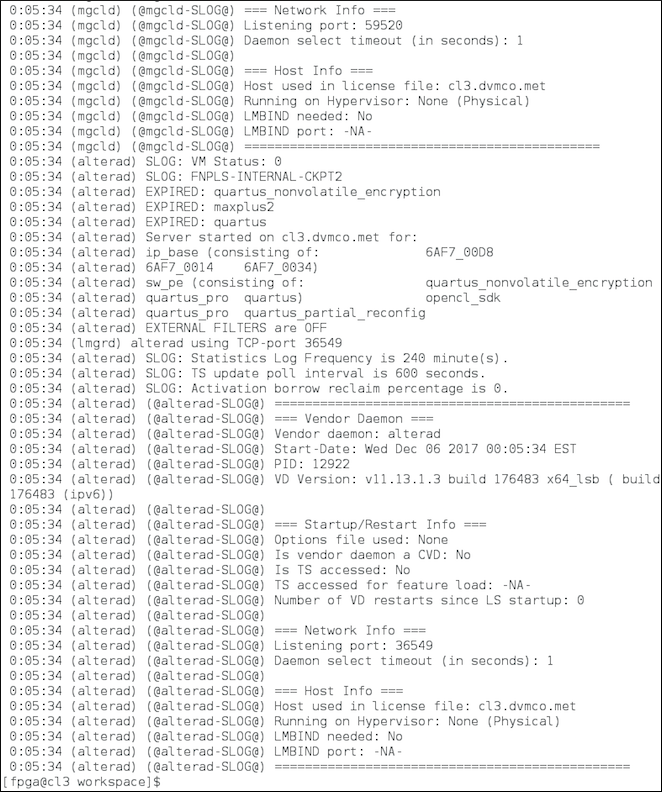 0:05:34 (mgcld) (@mgcld-SLOG@) === Network Info ===
0:05:34 (mgcld) (@mgcld-SLOG@) Listening port: 59520
0:05:34 (mgcld) (@mgcld-SLOG@) Daemon select timeout (in seconds): 1
0:05:34 (mgcld) (@mgcld-SLOG@)
0:05:34 (mgcld) (@mgcld-SLOG@) === Host Info ===
0:05:34 (mgcld) (@mgcld-SLOG@) Host used in license file: cl3.dvmco.met
0:05:34 (mgcld) (@mgcld-SLOG@) Running on Hypervisor: None (Physical)
0:05:34 (mgcld) (@mgcld-SLOG@) LMBIND needed: No
0:05:34 (mgcld) (@mgcld-SLOG@) LMBIND port: -NA-
0:05:34 (mgcld) (@mgcld-SLOG@) ===============================================
0:05:34 (alterad) SLOG: VM Status: 0
0:05:34 (alterad) SLOG: FNPLS-INTERNAL-CKPT2
0:05:34 (alterad) EXPIRED: quartus_nonvolatile_encryption
0:05:34 (alterad) EXPIRED: maxplus2
0:05:34 (alterad) EXPIRED: quartus
0:05:34 (alterad) Server started on cl3.dvmco.met for:
0:05:34 (alterad) ip_base (consisting of: 6AF7_00D8
0:05:34 (alterad) 6AF7_0014 6AF7_0034)
0:05:34 (alterad) sw_pe (consisting of: quartus_nonvolatile_encryption
0:05:34 (alterad) quartus_pro quartus) opencl_sdk
0:05:34 (alterad) quartus_pro quartus_partial_reconfig
0:05:34 (alterad) EXTERNAL FILTERS are OFF
0:05:34 (lmgrd) alterad using TCP-port 36549
0:05:34 (alterad) SLOG: Statistics Log Frequency is 240 minute(s).
0:05:34 (alterad) SLOG: TS update poll interval is 600 seconds.
0:05:34 (alterad) SLOG: Activation borrow reclaim percentage is 0.
0:05:34 (alterad) (@alterad-SLOG@) ===============================================
0:05:34 (alterad) (@alterad-SLOG@) === Vendor Daemon ===
0:05:34 (alterad) (@alterad-SLOG@) Vendor daemon: alterad
0:05:34 (alterad) (@alterad-SLOG@) Start-Date: Wed Dec 06 2017 00:05:34 EST
0:05:34 (alterad) (@alterad-SLOG@) PID: 12922
0:05:34 (alterad) (@alterad-SLOG@) VD Version: v11.13.1.3 build 176483 x64_lsb ( build
176483 (ipv6))
0:05:34 (alterad) (@alterad-SLOG@)
0:05:34 (alterad) (@alterad-SLOG@) === Startup/Restart Info ===
0:05:34 (alterad) (@alterad-SLOG@) Options file used: None
0:05:34 (alterad) (@alterad-SLOG@) Is vendor daemon a CVD: No
0:05:34 (alterad) (@alterad-SLOG@) Is TS accessed: No
0:05:34 (alterad) (@alterad-SLOG@) TS accessed for feature load: -NA-
0:05:34 (alterad) (@alterad-SLOG@) Number of VD restarts since LS startup: 0
0:05:34 (alterad) (@alterad-SLOG@)
0:05:34 (alterad) (@alterad-SLOG@) === Network Info ===
0:05:34 (alterad) (@alterad-SLOG@) Listening port: 36549
0:05:34 (alterad) (@alterad-SLOG@) Daemon select timeout (in seconds): 1
0:05:34 (alterad) (@alterad-SLOG@)
0:05:34 (alterad) (@alterad-SLOG@) === Host Info ===
0:05:34 (alterad) (@alterad-SLOG@) Host used in license file: cl3.dvmco.met
0:05:34 (alterad) (@alterad-SLOG@) Running on Hypervisor: None (Physical)
0:05:34 (alterad) (@alterad-SLOG@) LMBIND needed: No
0:05:34 (alterad) (@alterad-SLOG@) LMBIND port: -NA-
0:05:34 (alterad) (@alterad-SLOG@) ===============================================
[fpga@cl3 workspace]$